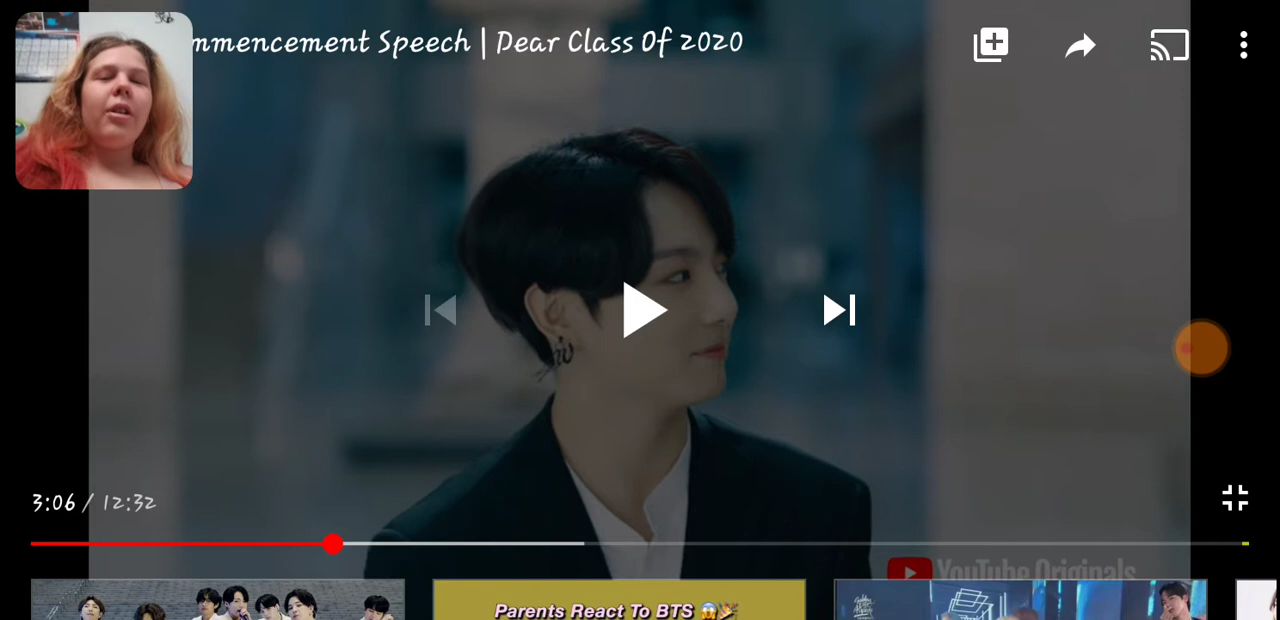 mmencement Speech | Dear Class Of 2020
3:06 / 12:32
YouTube Originals
Parents React To BTS 😱🎉